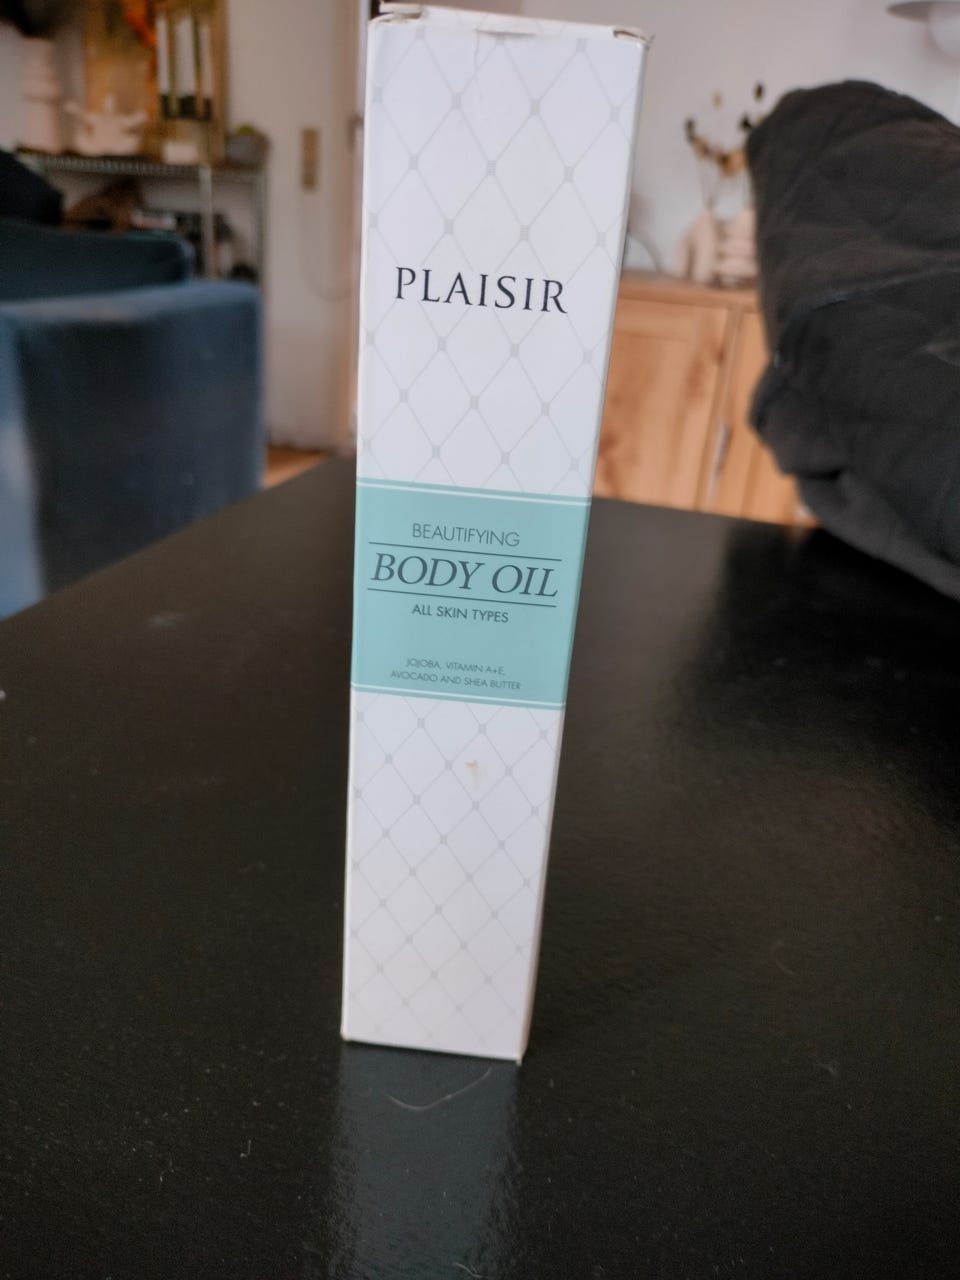 PLAISIR
BEAUTIFYING
BODY OIL
ALL SKIN TYPES
JOJOBA, VITAMIN A+E,
AVOCADO AND SHEA BUTTER